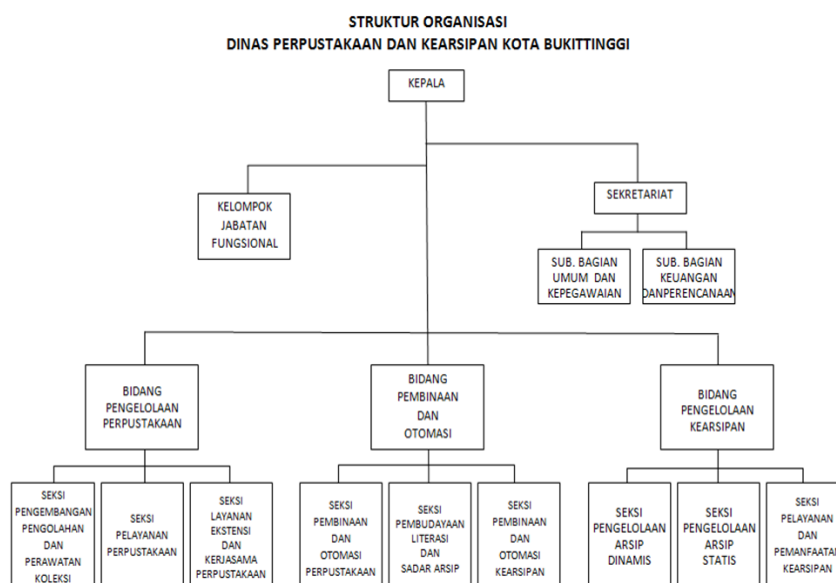 STRUKTUR ORGANISASI
DINAS PERPUSTAKAAN DAN KEARSIPAN KOTA BUKITTINGGI
KEPALA
KELOMPOK
JABATAN
FUNGSIONAL
SEKRETARIAT
SUB. BAGIAN
UMUM DAN
KEPEGAWAIAN
SUB. BAGIAN
KEUANGAN
DANPERENCANAAN
BIDANG
PENGELOLAAN
PERPUSTAKAAN
BIDANG
PEMBINAAN
DAN
OTOMASI
BIDANG
PENGELOLAAN
KEARSIPAN
SEKSI
PENGEMBANGAN
PENGOLAHAN
DAN
PERAWATAN
KOLEKSI
SEKSI
PELAYANAN
PERPUSTAKAAN
SEKSI
LAYANAN
EKSTENSI
DAN
KERJASAMA
PERPUSTAKAAN
SEKSI
PEMBINAAN
DAN
OTOMASI
PERPUSTAKAAN
SEKSI
PEMBUDAYAAN
LITERASI
DAN
SADAR ARSIP
SEKSI
PEMBINAAN
DAN
OTOMASI
KEARSIPAN
SEKSI
PENGELOLAAN
ARSIP
DINAMIS
SEKSI
PENGELOLAAN
ARSIP
STATIS
SEKSI
PELAYANAN
DAN
PEMANFAATAN
KEARSIPAN